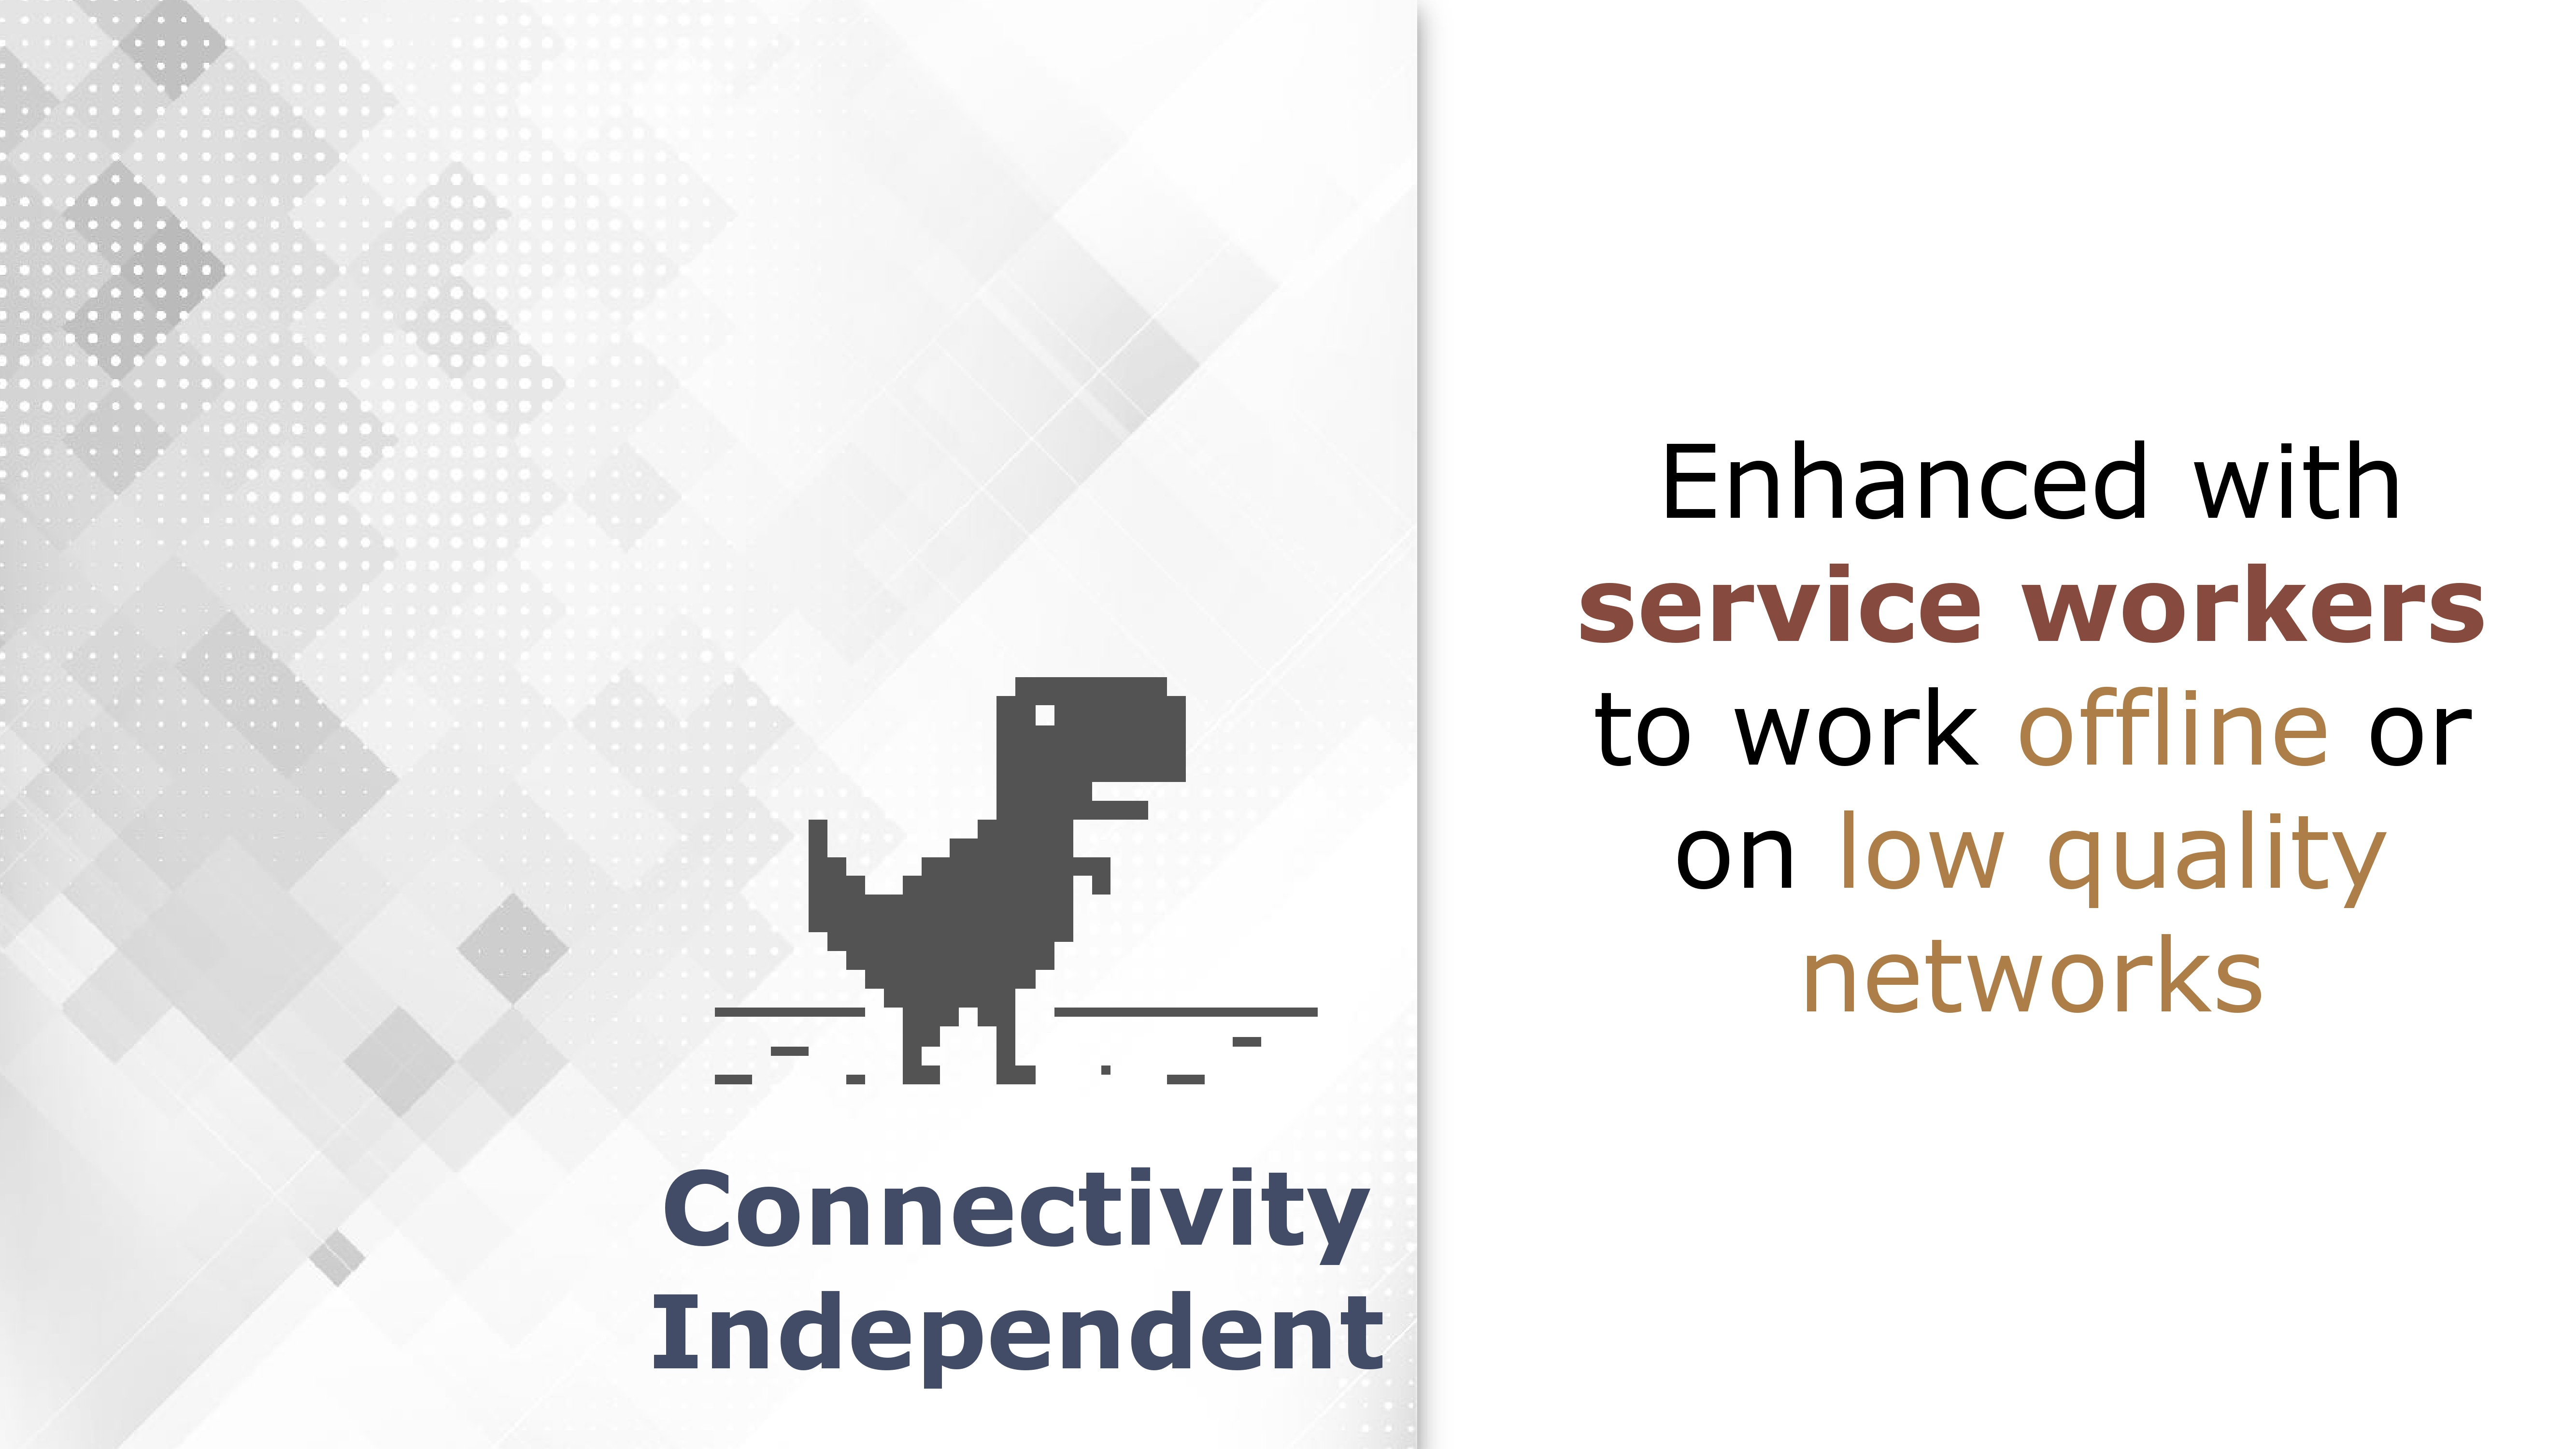 Connectivity
Independent
Enhanced with
service workers
to work offline or
on low quality
networks